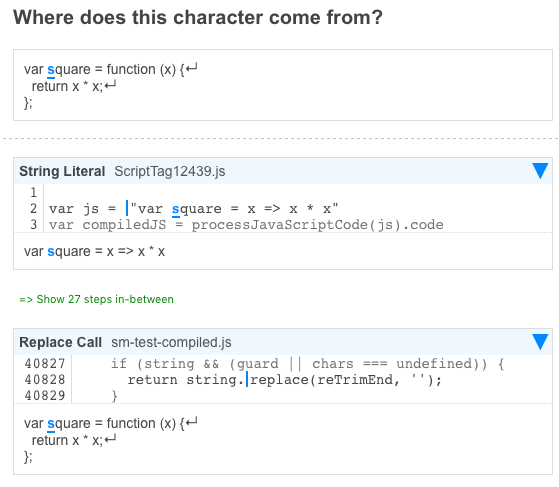 Where does this character come from?
var square = function (x) {↵
return x * x;↵
};
String Literal ScriptTag12439.js
1
2 var js = "var square = x => x * x"
3 var compiledJS = processJavaScriptCode(js).code
var square = x => x * x
=> Show 27 steps in-between
Replace Call sm-test-compiled.js
40827 if (string && (guard || chars === undefined)) {
40828 return string.replace(reTrimEnd, '');
40829 }
var square = function (x) {↵
return x * x;↵
};